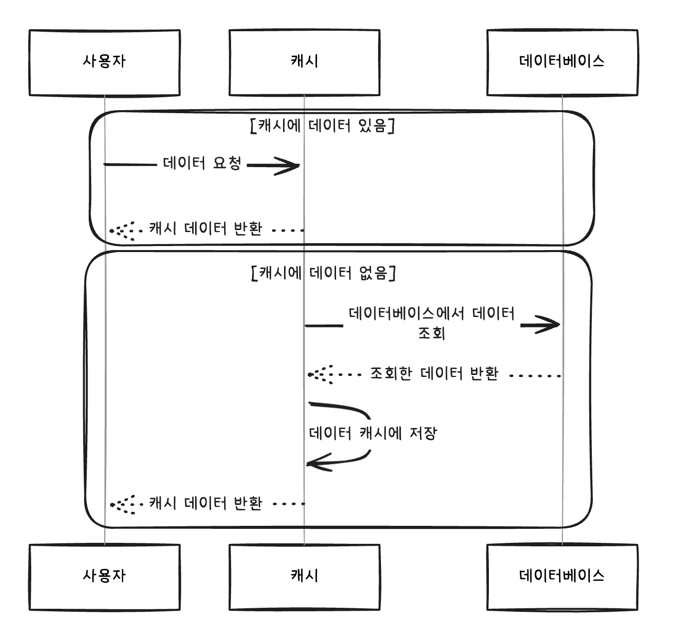 사용자
캐시
데이터베이스
[캐시에 데이터 있음]
데이터 요청
캐시 데이터 반환
[캐시에 데이터 없음]
데이터베이스에서 데이터
조회
조회한 데이터 반환
데이터 캐시에 저장
캐시 데이터 반환
사용자
캐시
데이터베이스